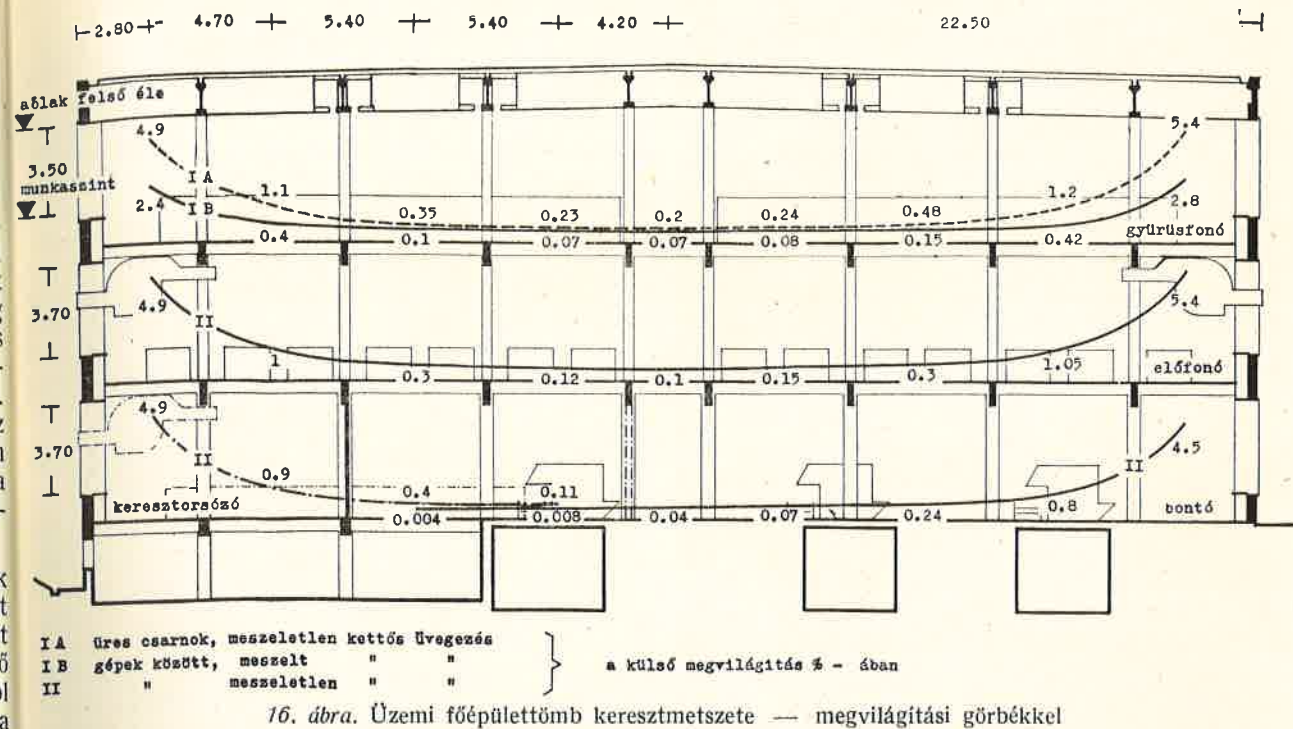 2.80 4.70 5.40 5.40 4.20 22.50
ablak felső éle
4.9 5.4
3.50
munkaszint
I A 1.1 1.2
2.4 I B 0.35 0.23 0.2 0.24 0.48 2.8
0.4 0.1 0.07 0.07 0.08 0.15 0.42 gyürüsfonó
3.70 4.9 5.4
II
1 0.3 0.12 0.1 0.15 0.3 1.05 előfonó
4.9
3.70 II II 4.5
0.9 0.4 0.11
keresztorsózó 0.004 0.008 0.04 0.07 0.24 0.8 bontó
I A üres csarnok, meszeletlen kettős üvegezés
I B gépek között, meszelt " " a külső megvilágitás % - ában
II " meszeletlen " "
16. ábra. Üzemi főépülettömb keresztmetszete — megvilágítási görbékkel